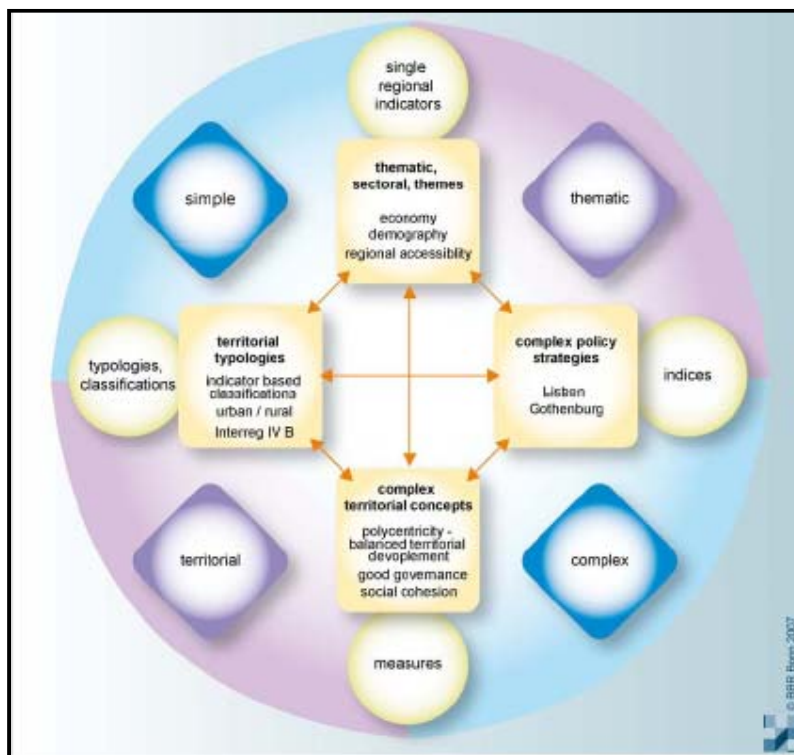 single
regional
indicators
thematic,
sectoral, themes
economy
demography
regional accessiblity
simple
thematic
typologies,
classifications
territorial
typologies
indicator based
classifications
urban / rural
Interreg IV B
complex policy
strategies
Lisbon
Gothenburg
indices
complex
territorial concepts
polycentricity -
balanced territorial
devoplement
good governance
social cohesion
territorial
complex
measures
© BBR Bonn 2007